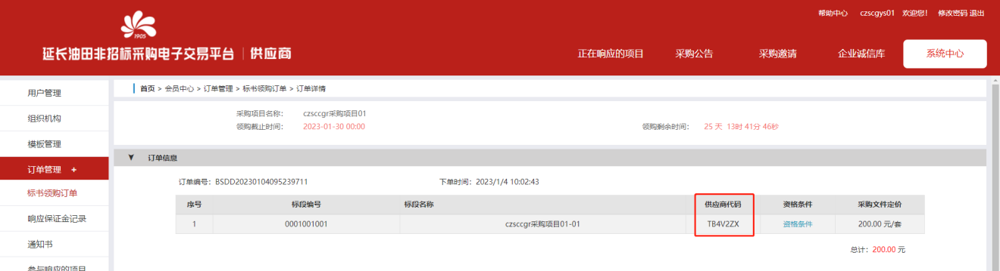 帮助中心 czscgys01 欢迎您! 修改密码 退出
1905
延长油田非招标采购电子交易平台 | 供应商
正在响应的项目 采购公告 采购邀请 企业诚信库 系统中心
用户管理
组织机构
模板管理
订单管理 +
标书领购订单
响应保证金记录
通知书
参与响应的项目
首页 > 会员中心 > 订单管理 > 标书领购订单 > 订单详情
采购项目名称: czsccgr采购项目01
领购截止时间: 2023-01-30 00:00 领购剩余时间: 25 天 13时 41分 46秒
订单信息
订单编号: BSDD20230104095239711 下单时间: 2023/1/4 10:02:43
序号 标段编号 标段名称 供应商代码 资格条件 采购文件定价
1 0001001001 czsccgr采购项目01-01 TB4V2ZX 资格条件 200.00 元/套
总计: 200.00 元